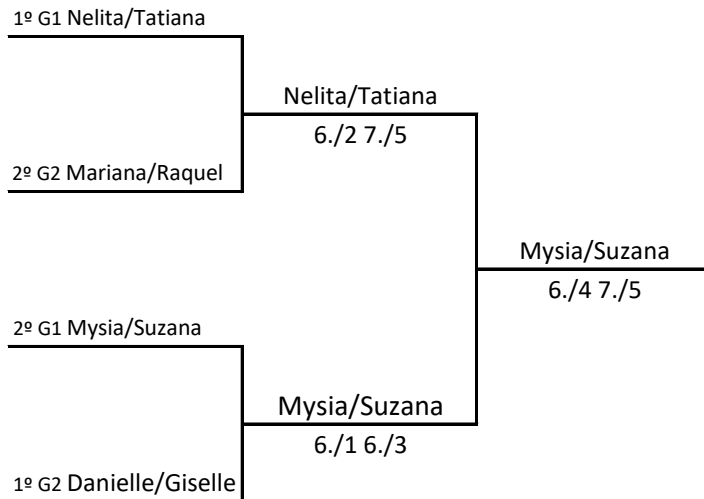 1º G1 Nelita/Tatiana
Nelita/Tatiana
6./2 7./5
2º G2 Mariana/Raquel
Mysia/Suzana
6./4 7./5
2º G1 Mysia/Suzana
Mysia/Suzana
6./1 6./3
1º G2 Danielle/Giselle